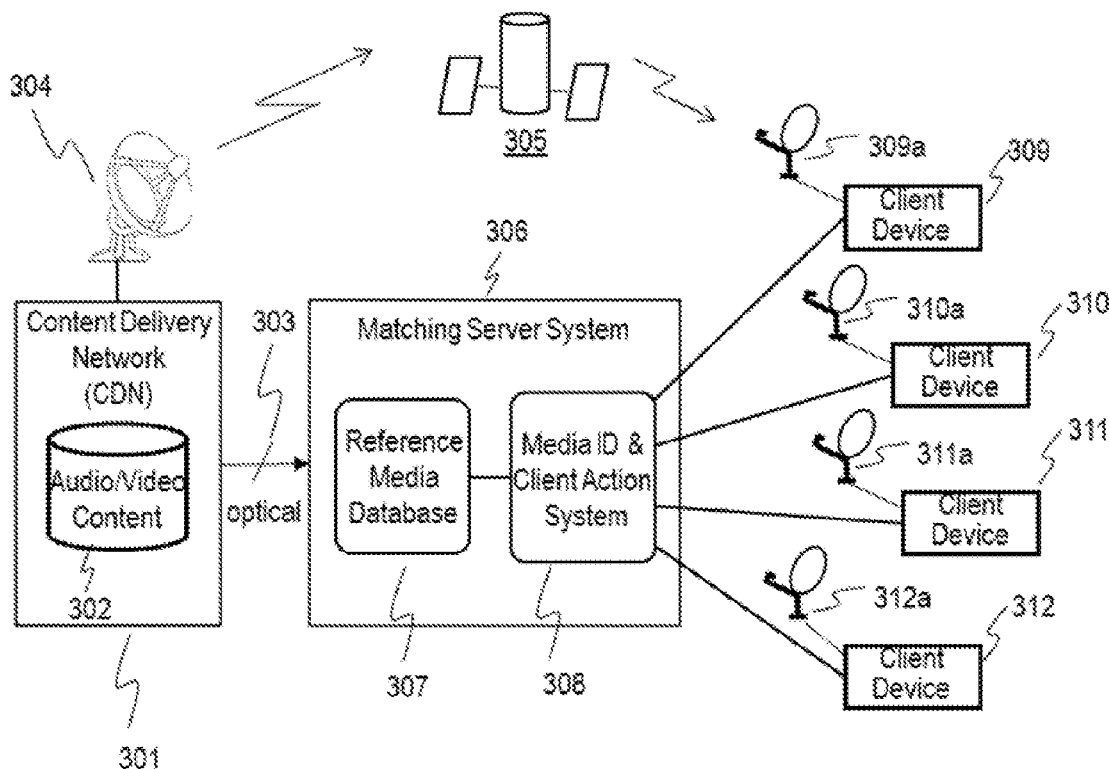 304
305
309a
309
Client
Device
306
310a
310
Client
Device
Content Delivery
Network
(CDN)
303
Matching Server System
Audio/Video
Content
optical
Reference
Media
Database
Media ID &
Client Action
System
311a
311
Client
Device
302
312a
312
Client
Device
307
308
301